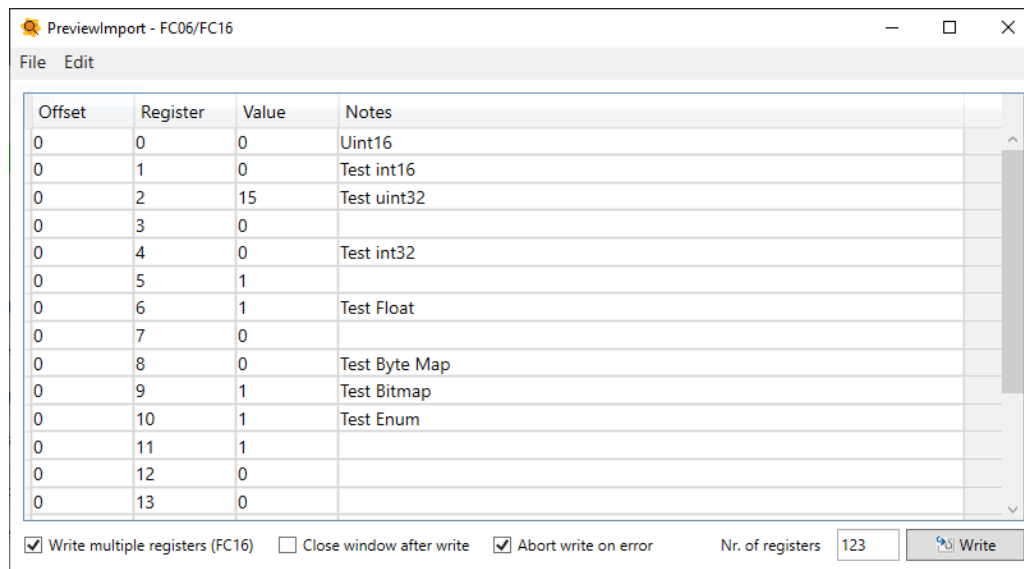 PreviewImport - FC06/FC16
File Edit
Offset Register Value Notes
0 0 0 Uint16
0 1 0 Test int16
0 2 15 Test uint32
0 3 0
0 4 0 Test int32
0 5 1
0 6 1 Test Float
0 7 0
0 8 0 Test Byte Map
0 9 1 Test Bitmap
0 10 1 Test Enum
0 11 1
0 12 0
0 13 0
Write multiple registers (FC16) Close window after write Abort write on error Nr. of registers 123 Write